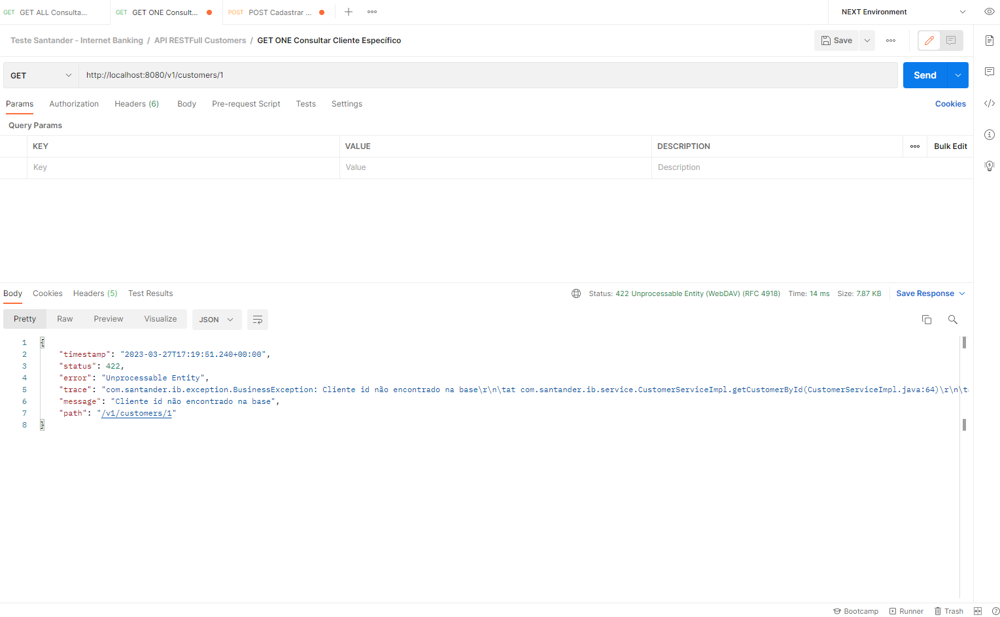 GET GET ALL Consulta... GET GET ONE Consult... POST POST Cadastrar ... NEXT Environment
Teste Santander - Internet Banking / API RESTFull Customers / GET ONE Consultar Cliente Específico Save
GET http://localhost:8080/v1/customers/1 Send
Params Authorization Headers (6) Body Pre-request Script Tests Settings Cookies
Query Params
KEY VALUE DESCRIPTION Bulk Edit
Key Value Description
Body Cookies Headers (5) Test Results Status: 422 Unprocessable Entity (WebDAV) (RFC 4918) Time: 14 ms Size: 7.87 KB Save Response
Pretty Raw Preview Visualize JSON
1 {
2 "timestamp": "2023-03-27T17:19:51.240+00:00",
3 "status": 422,
4 "error": "Unprocessable Entity",
5 "trace": "com.santander.ib.exception.BusinessException: Cliente id não encontrado na base\r\n\tat com.santander.ib.service.CustomerServiceImpl.getCustomerById(CustomerServiceImpl.java:64)\r\n\t
6 "message": "Cliente id não encontrado na base",
7 "path": "/v1/customers/1"
8 }
Bootcamp Runner Trash